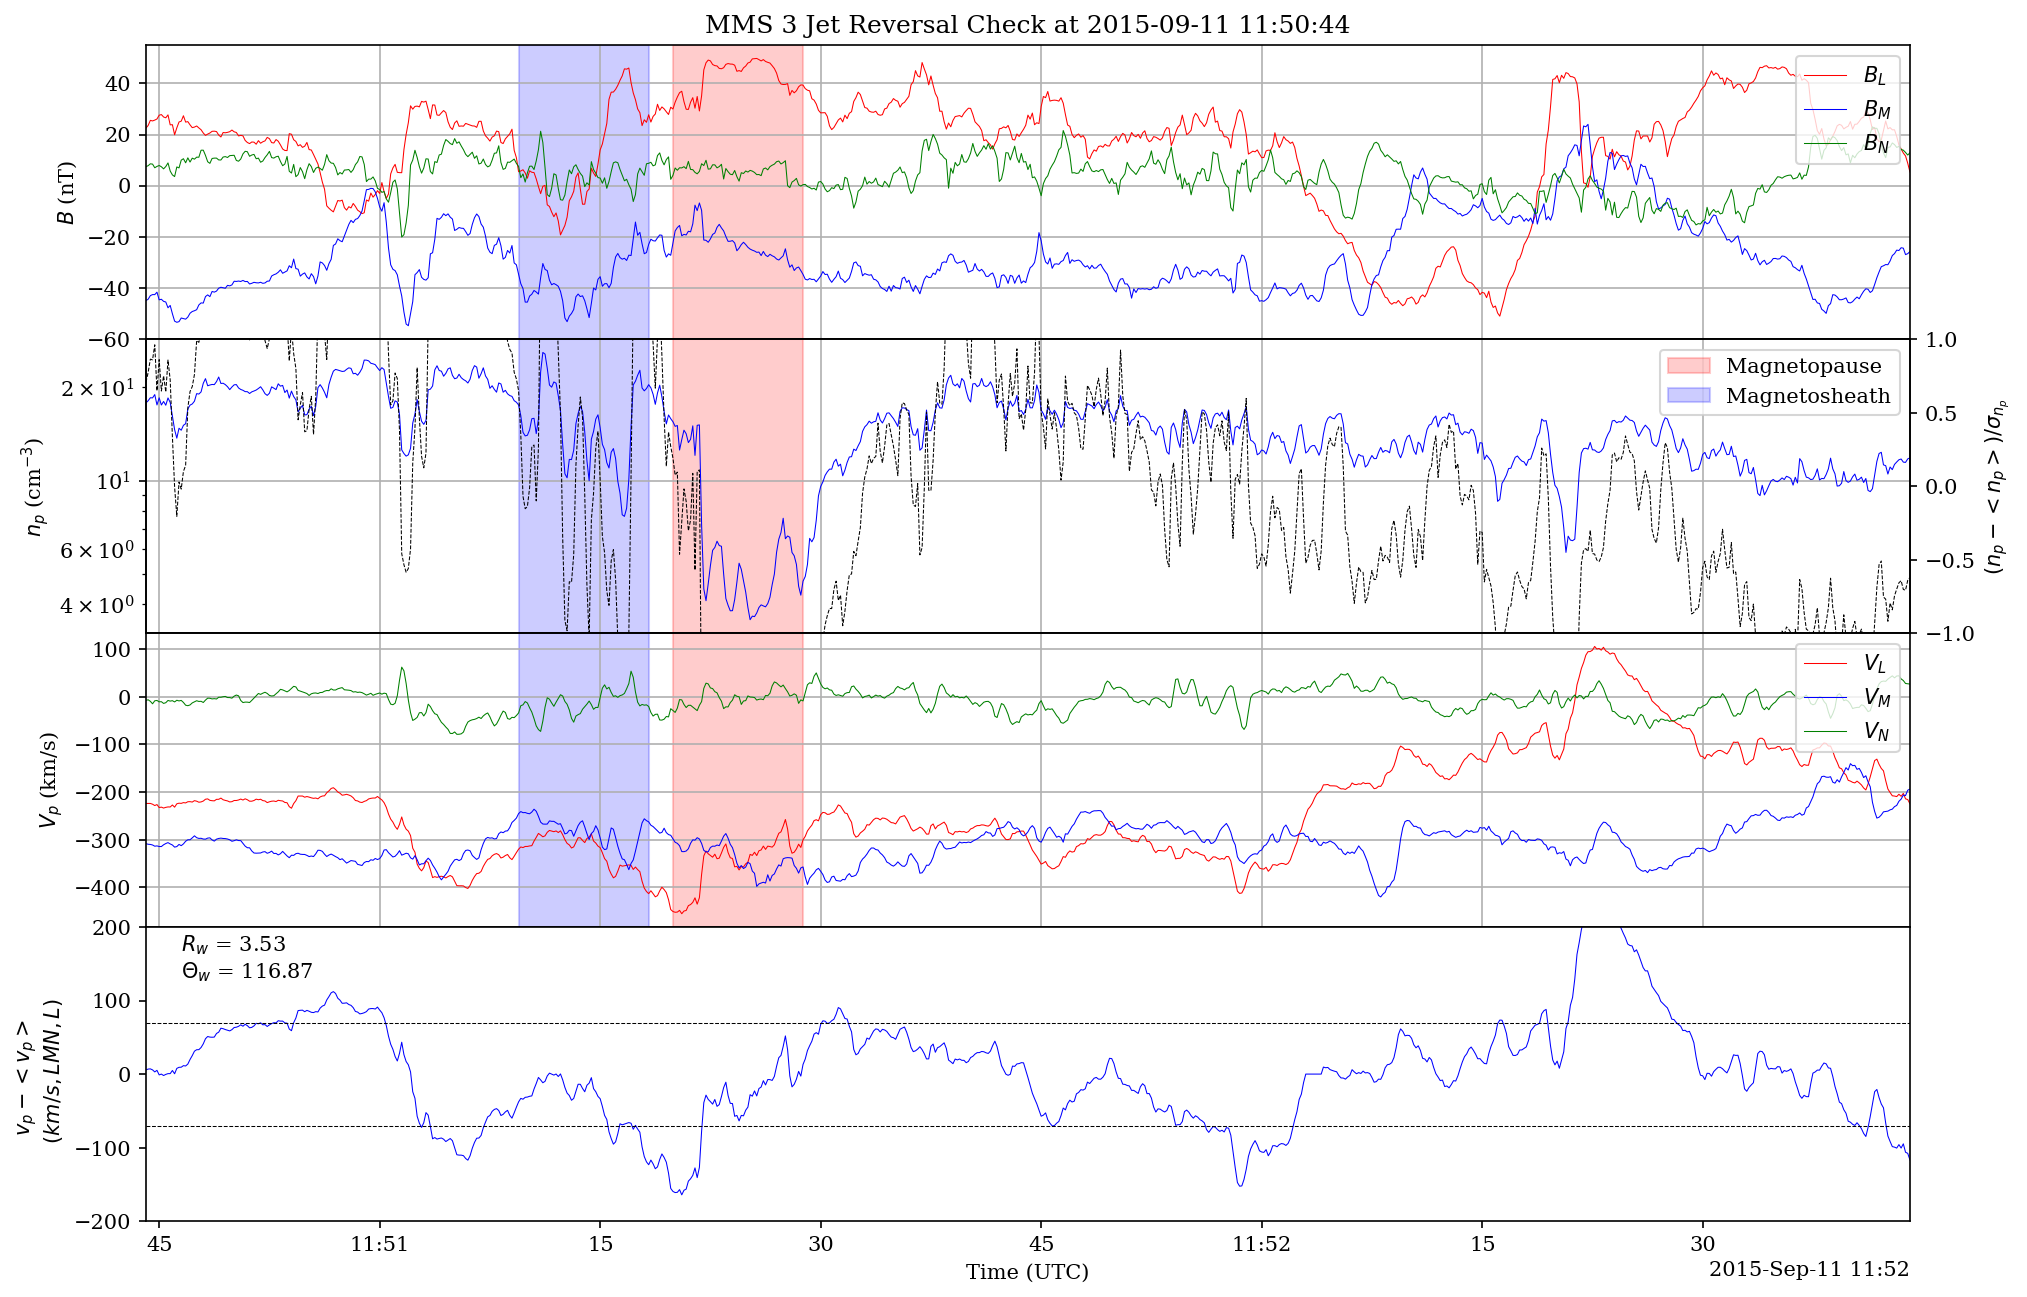 MMS 3 Jet Reversal Check at 2015-09-11 11:50:44
40
20
0
−20
−40
−60
B (nT)
B_L
B_M
B_N
2 × 10^1
10^1
6 × 10^0
4 × 10^0
n_p (cm^−3)
Magnetopause
Magnetosheath
1.0
0.5
0.0
−0.5
−1.0
(n_p − < n_p > )/σ_{n_p}
100
0
−100
−200
−300
−400
V_p (km/s)
V_L
V_M
V_N
200
100
0
−100
−200
v_p − < v_p >
(km/s, LMN, L)
R_w = 3.53
Θ_w = 116.87
45 11:51 15 30 45 11:52 15 30
Time (UTC)
2015-Sep-11 11:52